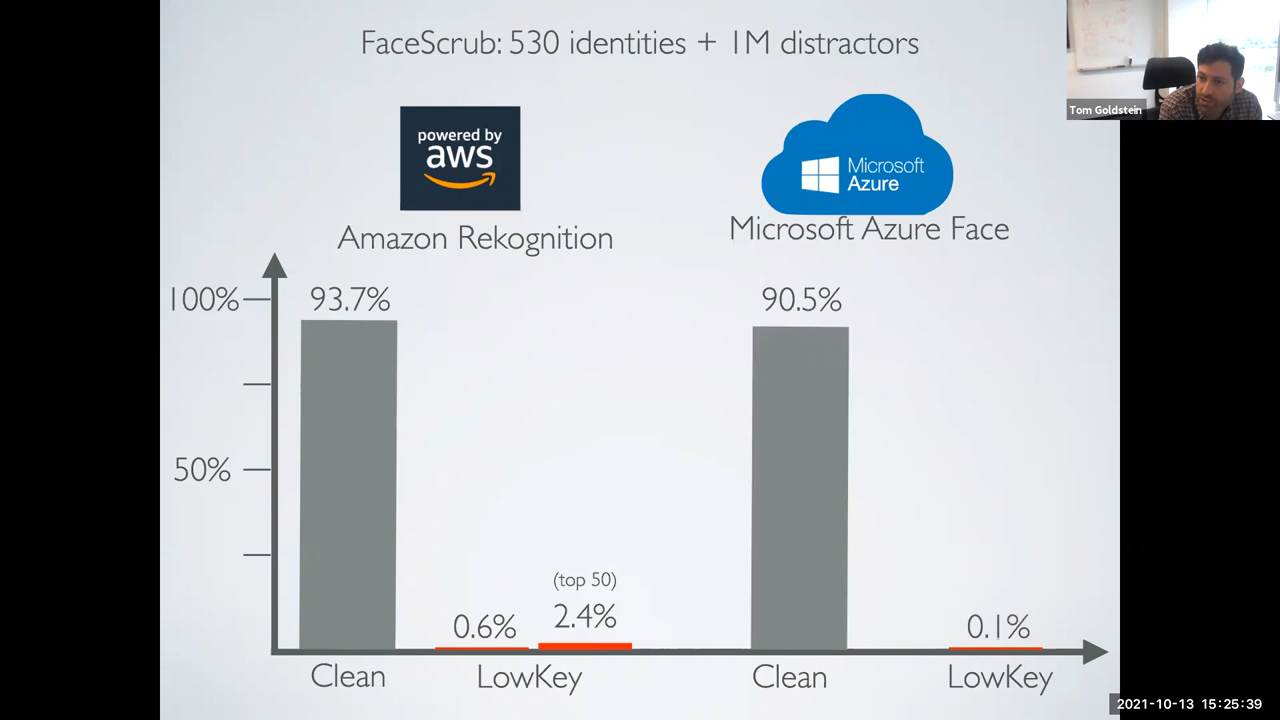 FaceScrub: 530 identities + 1M distractors
Tom Goldstein
powered by
aws
Microsoft
Azure
Amazon Rekognition
Microsoft Azure Face
100%
93.7%
90.5%
50%
(top 50)
0.6%
2.4%
0.1%
Clean
LowKey
Clean
LowKey
2021-10-13 15:25:39